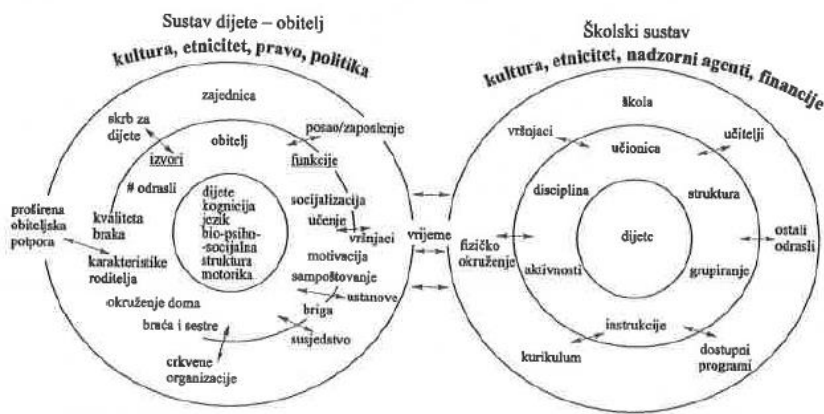 Sustav dijete – obitelj
kultura, etnicitet, pravo, politika
zajednica
skrb za
dijete
posao/zaposlenje
obitelj
izvori
funkcije
# odrasli
dijete
kognicija
jezik
bio-psiho-
-socijalna
struktura
motorika
socijalizacija
učenje
vršnjaci
proširena
obiteljska
potpora
kvaliteta
braka
karakteristike
roditelja
motivacija
sampoštovanje
ustanove
okruženje doma
briga
braća i sestre
susjedstvo
crkvene
organizacije
vrijeme
Školski sustav
kultura, etnicitet, nadzorni agenti, financije
škola
vršnjaci
učitelji
učionica
disciplina
struktura
dijete
fizičko
okruženje
ostali
odrasli
aktivnosti
grupiranje
instrukcije
kurikulum
dostupni
programi